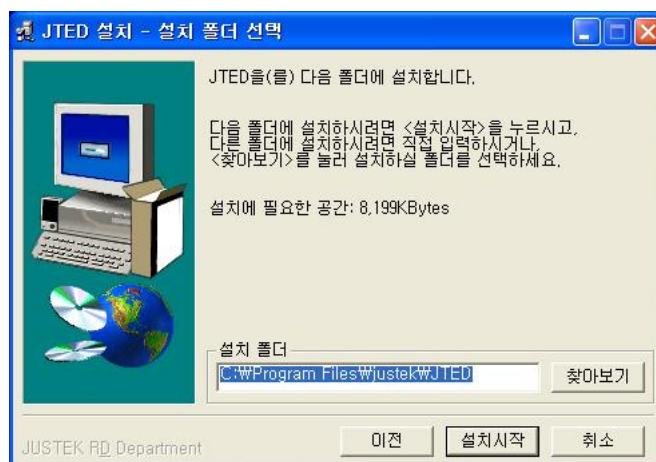 JTED 설치 - 설치 폴더 선택
JTED을(를) 다음 폴더에 설치합니다.
다음 폴더에 설치하시려면 <설치시작>을 누르시고,
다른 폴더에 설치하시려면 직접 입력하시거나,
<찾아보기>를 눌러 설치하실 폴더를 선택하세요.
설치에 필요한 공간: 8,199KBytes
설치 폴더
C:₩Program Files₩justek₩JTED
찾아보기
JUSTEK RD Department
이전
설치시작
취소